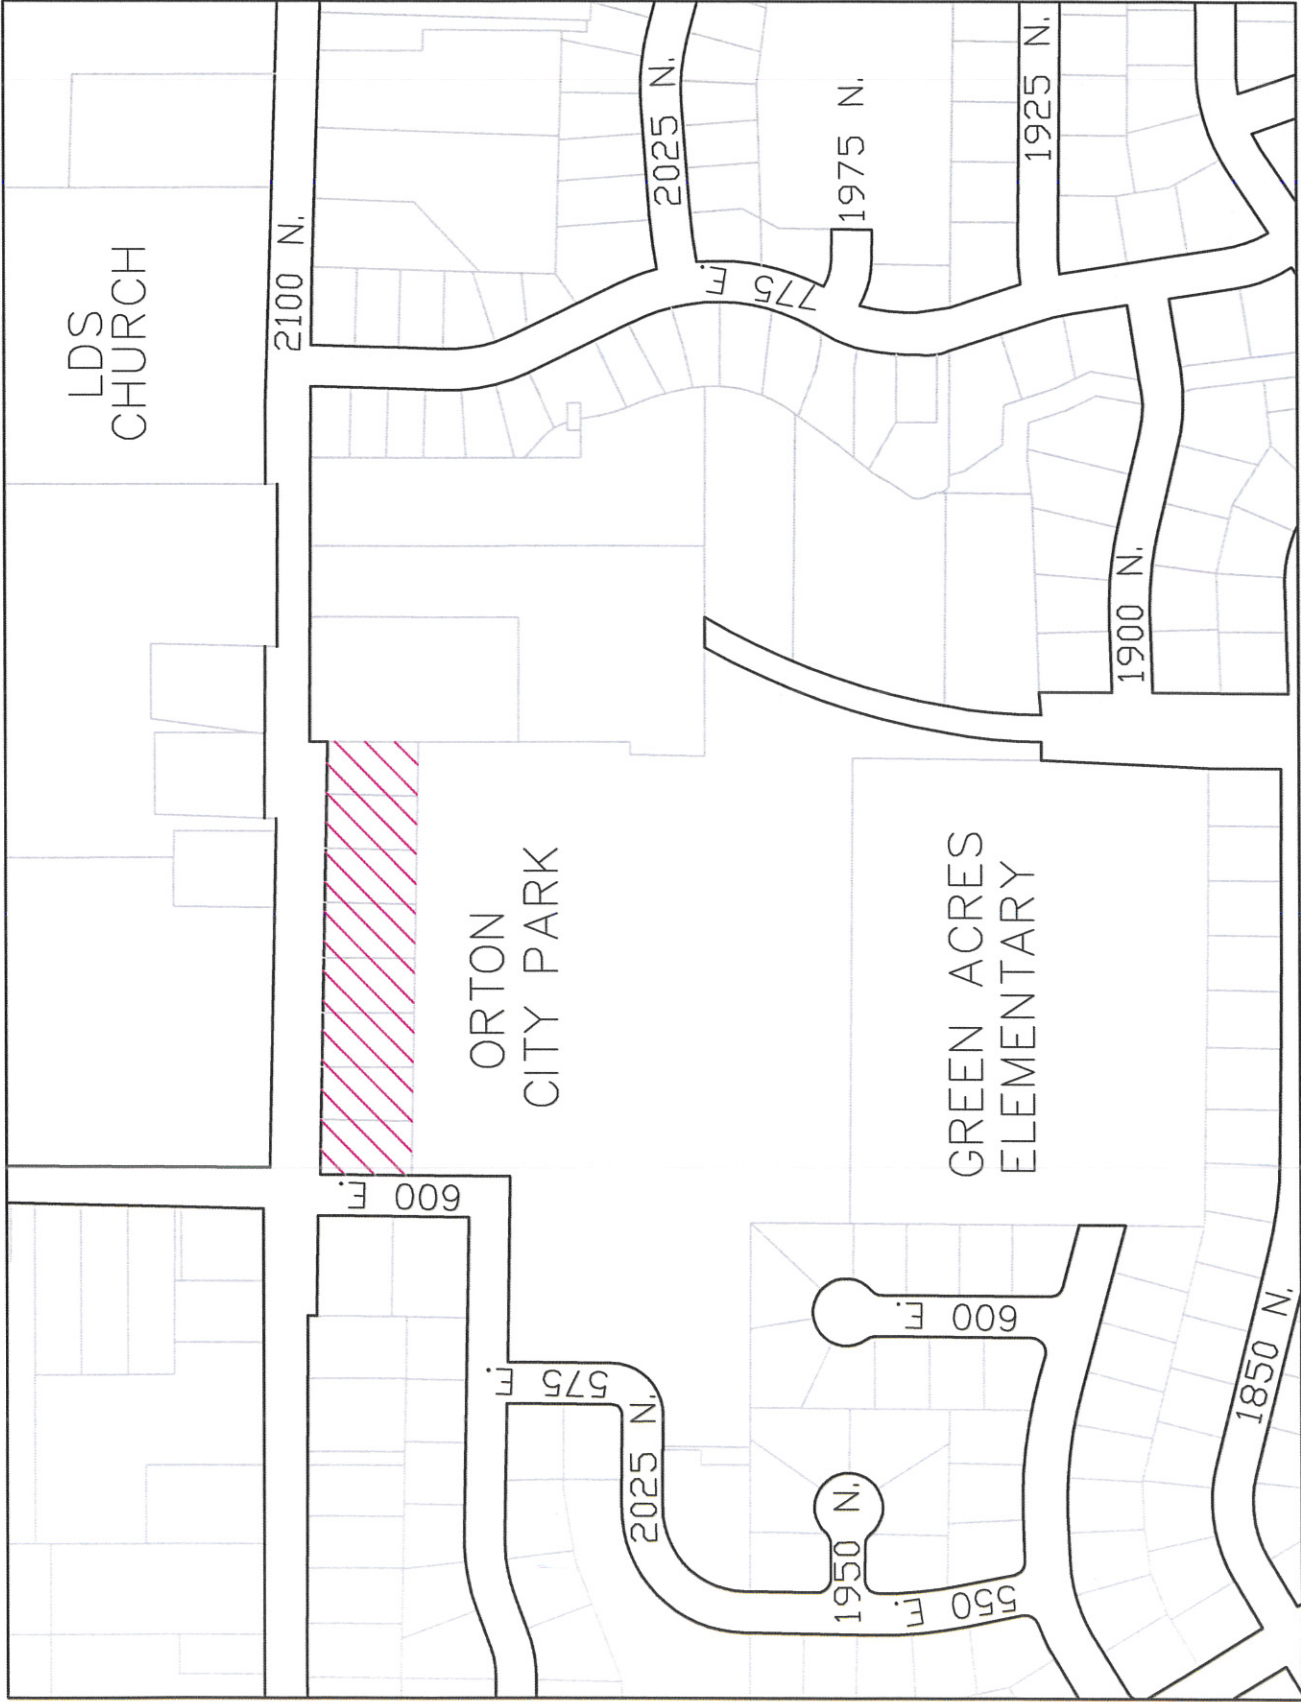 LDS
CHURCH
2100 N.
2025 N.
775 E.
1975 N.
1925 N.
1900 N.
ORTON
CITY PARK
GREEN ACRES
ELEMENTARY
600 E.
575 E.
2025 N.
600 E.
1950 N.
550 E.
1850 N.